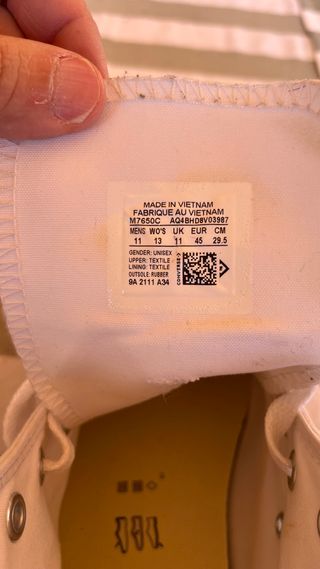 MADE IN VIETNAM
FABRIQUE AU VIETNAM
M7650C AQ4BHD8V03987
MENS WO'S UK EUR CM
11 13 11 45 29.5
GENDER: UNISEX
UPPER: TEXTILE
LINING: TEXTILE
OUTSOLE: RUBBER
9A 2111 A34
CONVERSE